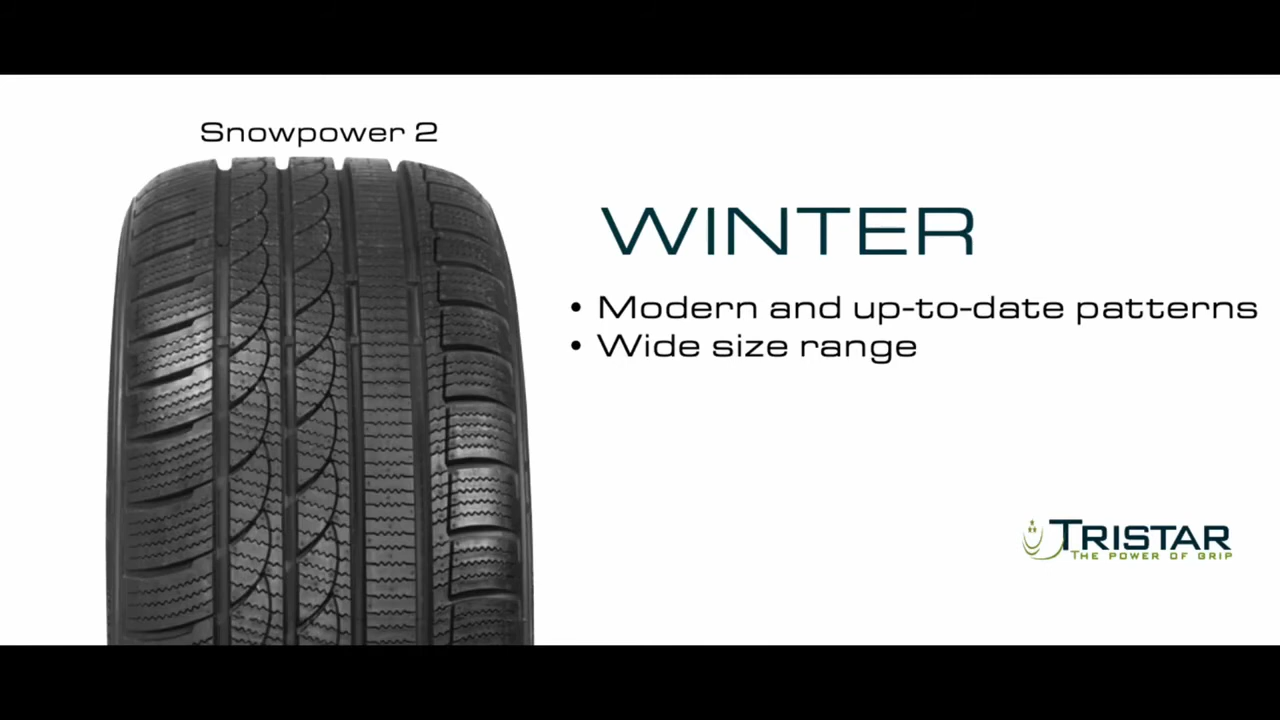 Snowpower 2
WINTER
• Modern and up-to-date patterns
• Wide size range
TRISTAR
THE POWER OF GRIP